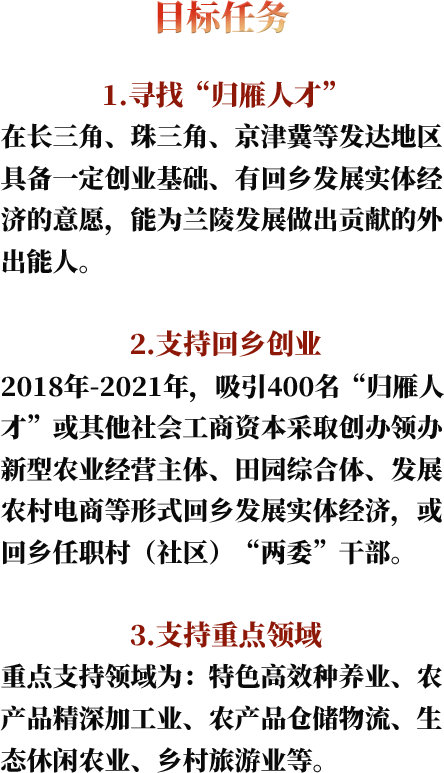 目标任务
1.寻找“归雁人才”
在长三角、珠三角、京津冀等发达地区
具备一定创业基础、有回乡发展实体经
济的意愿，能为兰陵发展做出贡献的外
出能人。
2.支持回乡创业
2018年-2021年，吸引400名“归雁人
才”或其他社会工商资本采取创办领办
新型农业经营主体、田园综合体、发展
农村电商等形式回乡发展实体经济，或
回乡任职村（社区）“两委”干部。
3.支持重点领域
重点支持领域为：特色高效种养业、农
产品精深加工业、农产品仓储物流、生
态休闲农业、乡村旅游业等。